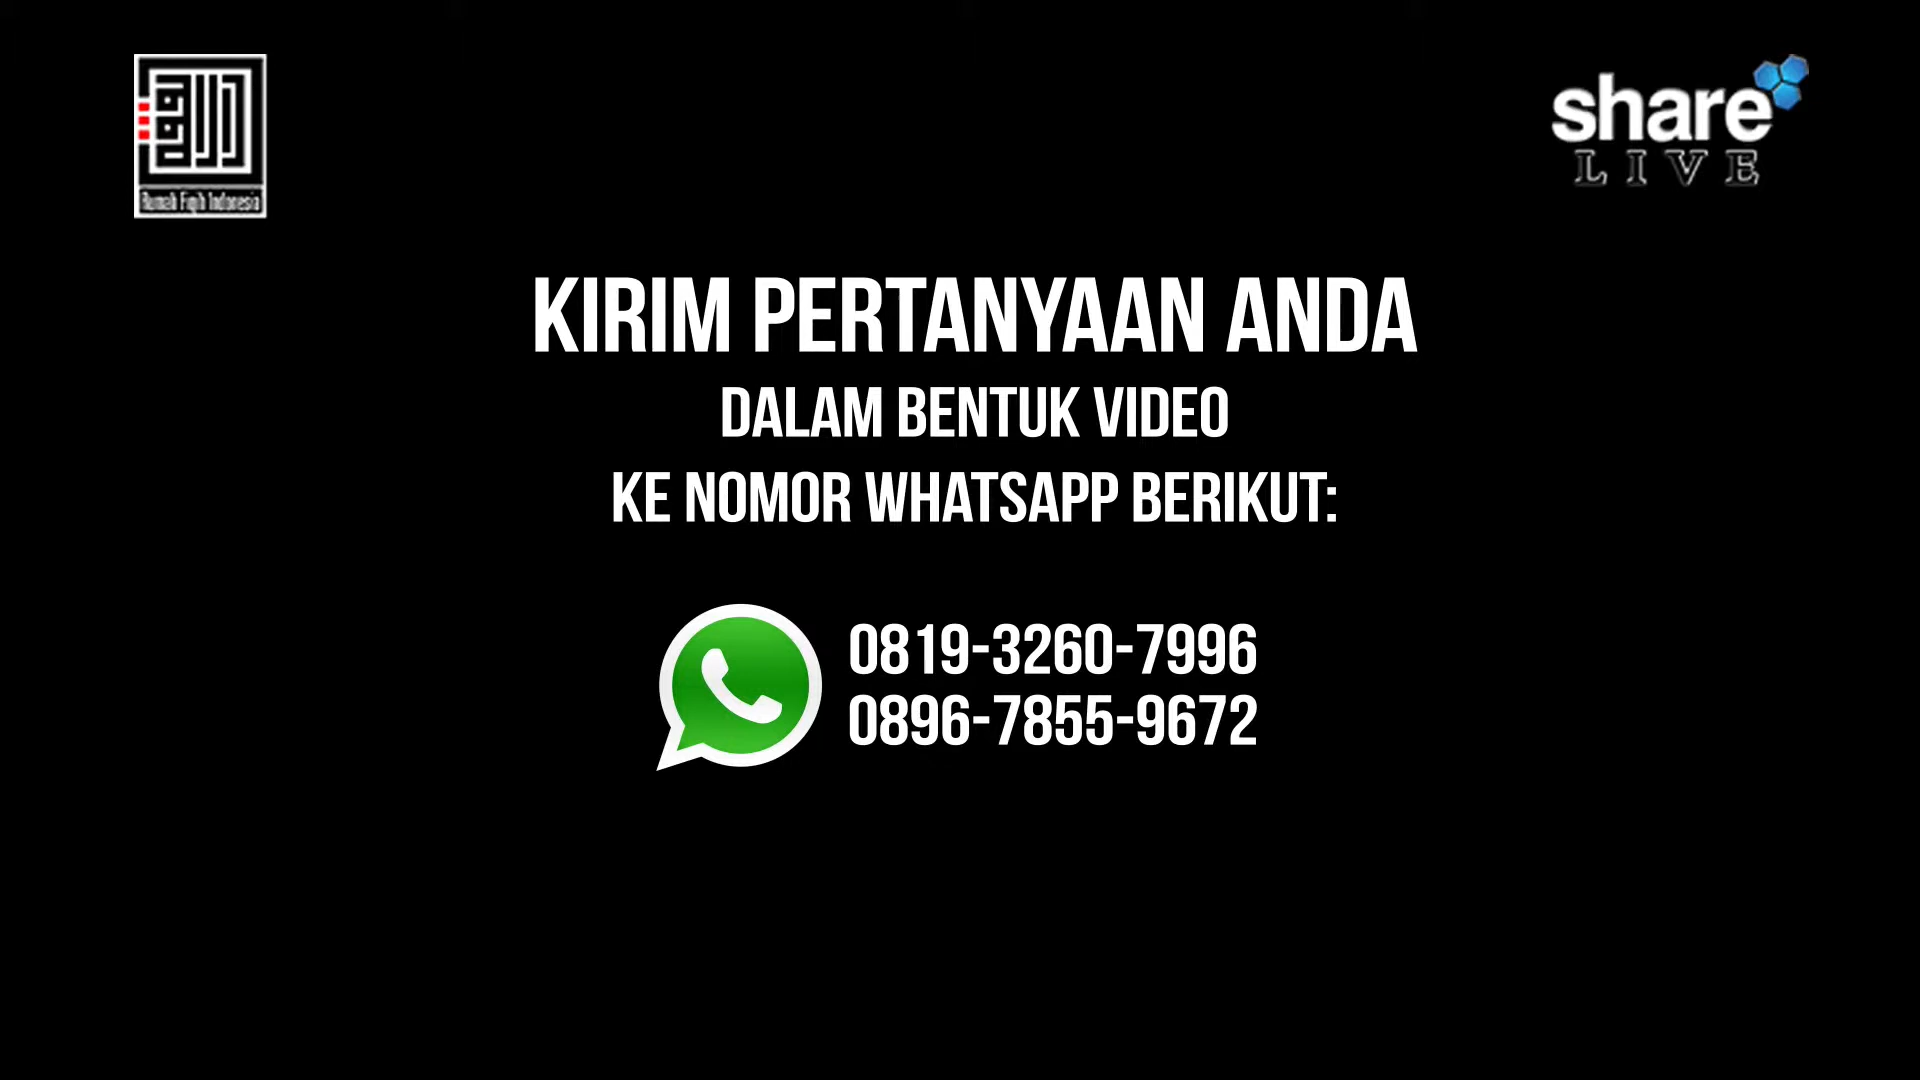 Rumah Fiqih Indonesia
share
LIVE
KIRIM PERTANYAAN ANDA
DALAM BENTUK VIDEO
KE NOMOR WHATSAPP BERIKUT:
0819-3260-7996
0896-7855-9672